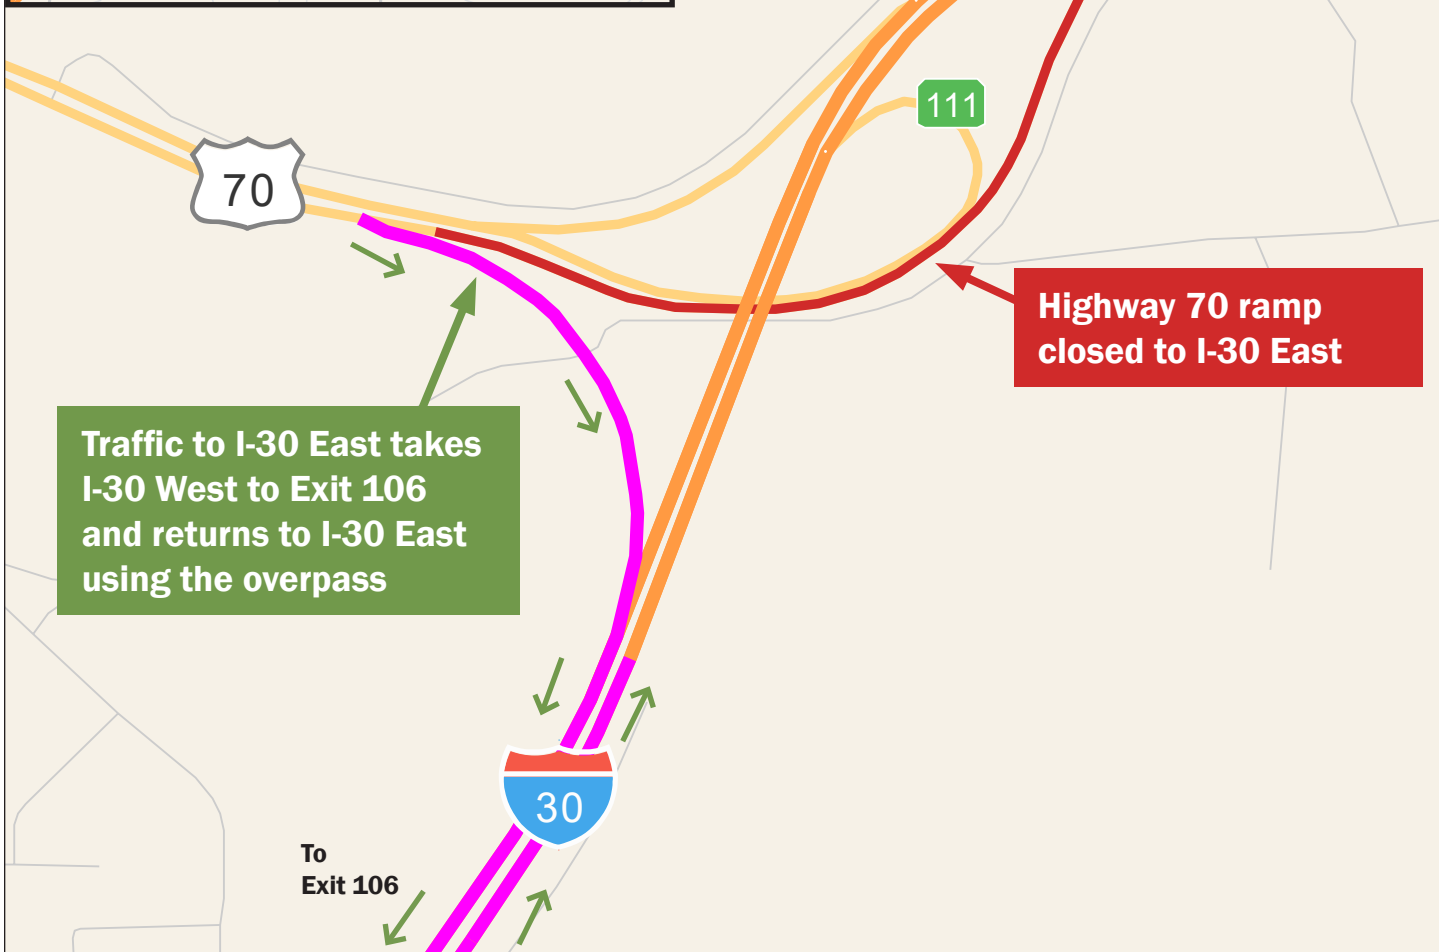 111
70
Highway 70 ramp
closed to I-30 East
Traffic to I-30 East takes
I-30 West to Exit 106
and returns to I-30 East
using the overpass
30
To
Exit 106